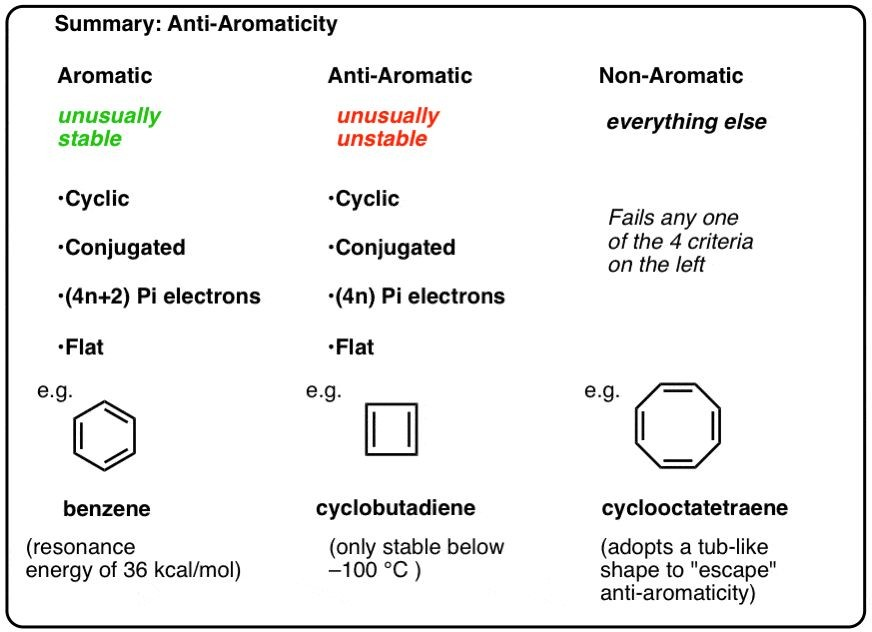 Summary: Anti-Aromaticity
Aromatic
unusually
stable
·Cyclic
·Conjugated
·(4n+2) Pi electrons
·Flat
e.g.
benzene
(resonance
energy of 36 kcal/mol)
Anti-Aromatic
unusually
unstable
·Cyclic
·Conjugated
·(4n) Pi electrons
·Flat
e.g.
cyclobutadiene
(only stable below
–100 °C )
Non-Aromatic
everything else
Fails any one
of the 4 criteria
on the left
e.g.
cyclooctatetraene
(adopts a tub-like
shape to "escape"
anti-aromaticity)